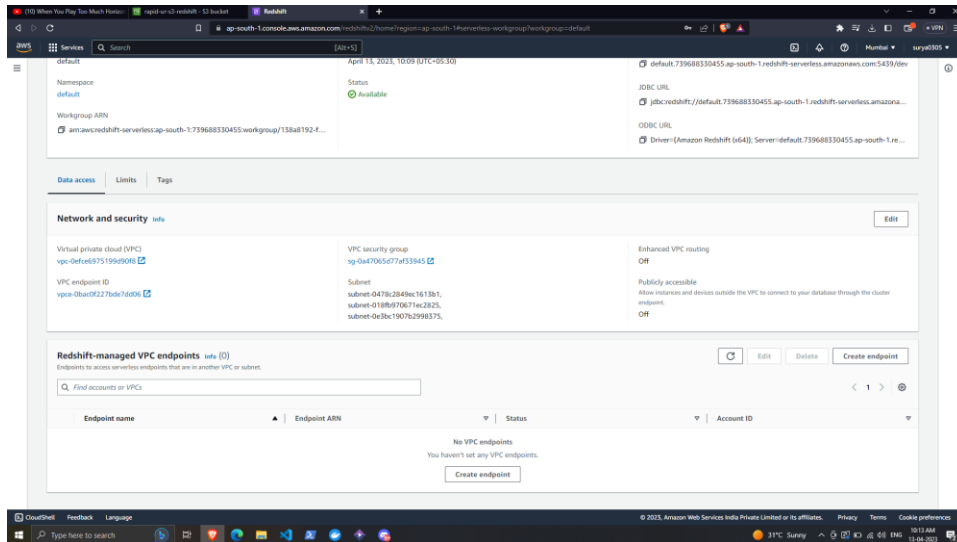 (10) When You Play Too Much Horizon
rapid-ur-s3-redshift - S3 bucket
Redshift
ap-south-1.console.aws.amazon.com/redshiftv2/home?region=ap-south-1#serverless-workgroup?workgroup=default
VPN
aws Services Search [Alt+S] Mumbai surya0305
default
April 13, 2023, 10:09 (UTC+05:30)
default.739688330455.ap-south-1.redshift-serverless.amazonaws.com:5439/dev
Namespace
default
Status
Available
JDBC URL
jdbc:redshift://default.739688330455.ap-south-1.redshift-serverless.amazona...
Workgroup ARN
arn:aws:redshift-serverless:ap-south-1:739688330455:workgroup/138a8192-f...
ODBC URL
Driver={Amazon Redshift (x64)}; Server=default.739688330455.ap-south-1.re...
Data access Limits Tags
Network and security Info Edit
Virtual private cloud (VPC)
vpc-0efce6975199d90f8
VPC security group
sg-0a47065d77af33945
Enhanced VPC routing
Off
VPC endpoint ID
vpce-0bac0f227bde7dd06
Subnet
subnet-0478c2849ec1613b1,
subnet-018fb970671ec2825,
subnet-0e3bc1907b2998375,
Publicly accessible
Allow instances and devices outside the VPC to connect to your database through the cluster
endpoint.
Off
Redshift-managed VPC endpoints Info (0) Edit Delete Create endpoint
Endpoints to access serverless endpoints that are in another VPC or subnet.
Find accounts or VPCs
1
Endpoint name Endpoint ARN Status Account ID
No VPC endpoints
You haven't set any VPC endpoints.
Create endpoint
CloudShell Feedback Language © 2023, Amazon Web Services India Private Limited or its affiliates. Privacy Terms Cookie preferences
Type here to search 31°C Sunny ENG
10:13 AM
13-04-2023